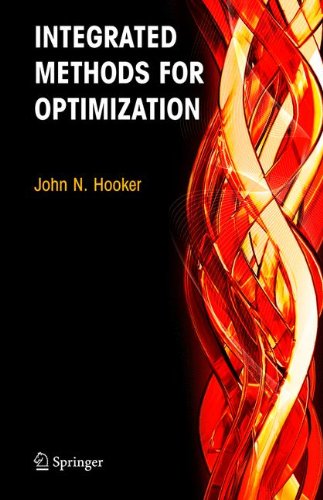 INTEGRATED
METHODS FOR
OPTIMIZATION
John N. Hooker
Springer